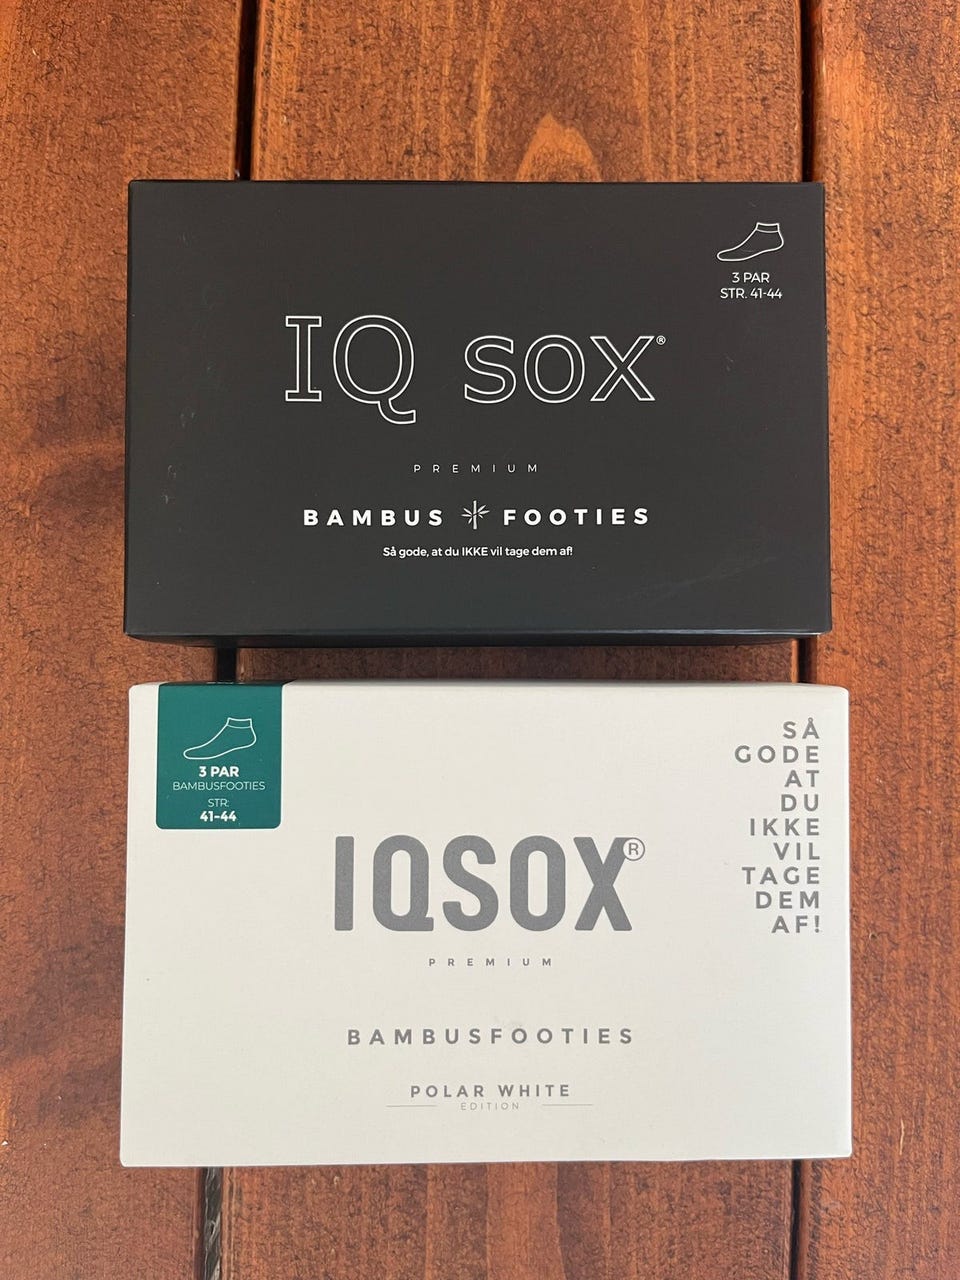 3 PAR
STR. 41-44
IQ SOX®
PREMIUM
BAMBUS FOOTIES
Så gode, at du IKKE vil tage dem af!
3 PAR
BAMBUSFOOTIES
STR:
41-44
SÅ
GODE
AT
DU
IKKE
VIL
TAGE
DEM
AF!
IQSOX®
PREMIUM
BAMBUSFOOTIES
POLAR WHITE
EDITION